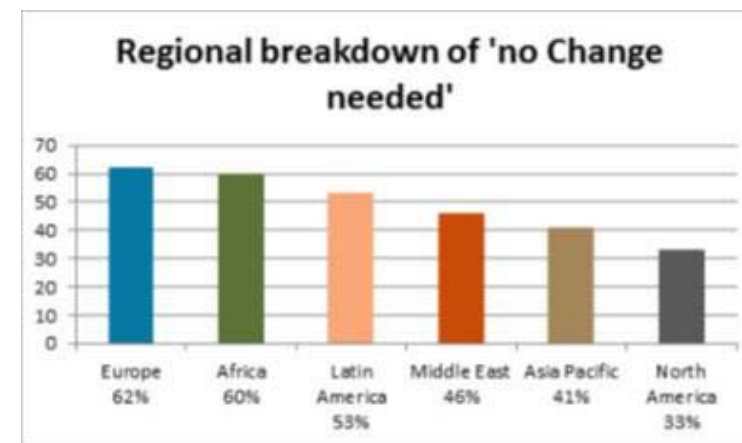 Regional breakdown of 'no Change
needed'
70
60
50
40
30
20
10
0
Europe
62%
Africa
60%
Latin
America
53%
Middle East
46%
Asia Pacific
41%
North
America
33%